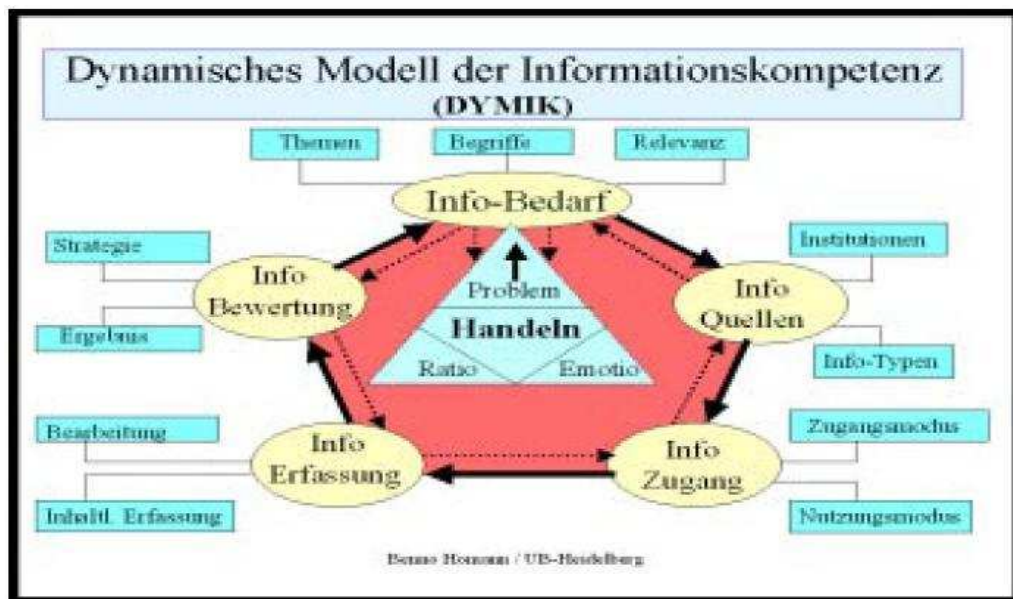 Dynamisches Modell der Informationskompetenz
(DYMIK)
Themen
Begriffe
Relevanz
Info-Bedarf
Strategie
Ergebnis
Info
Bewertung
Problem
Handeln
Ratio
Emotio
Info
Quellen
Institutionen
Info-Typen
Bearbeitung
Inhaltl. Erfassung
Info
Erfassung
Info
Zugang
Zugangsmodus
Nutzungsmodus
Benno Homann / UB-Heidelberg